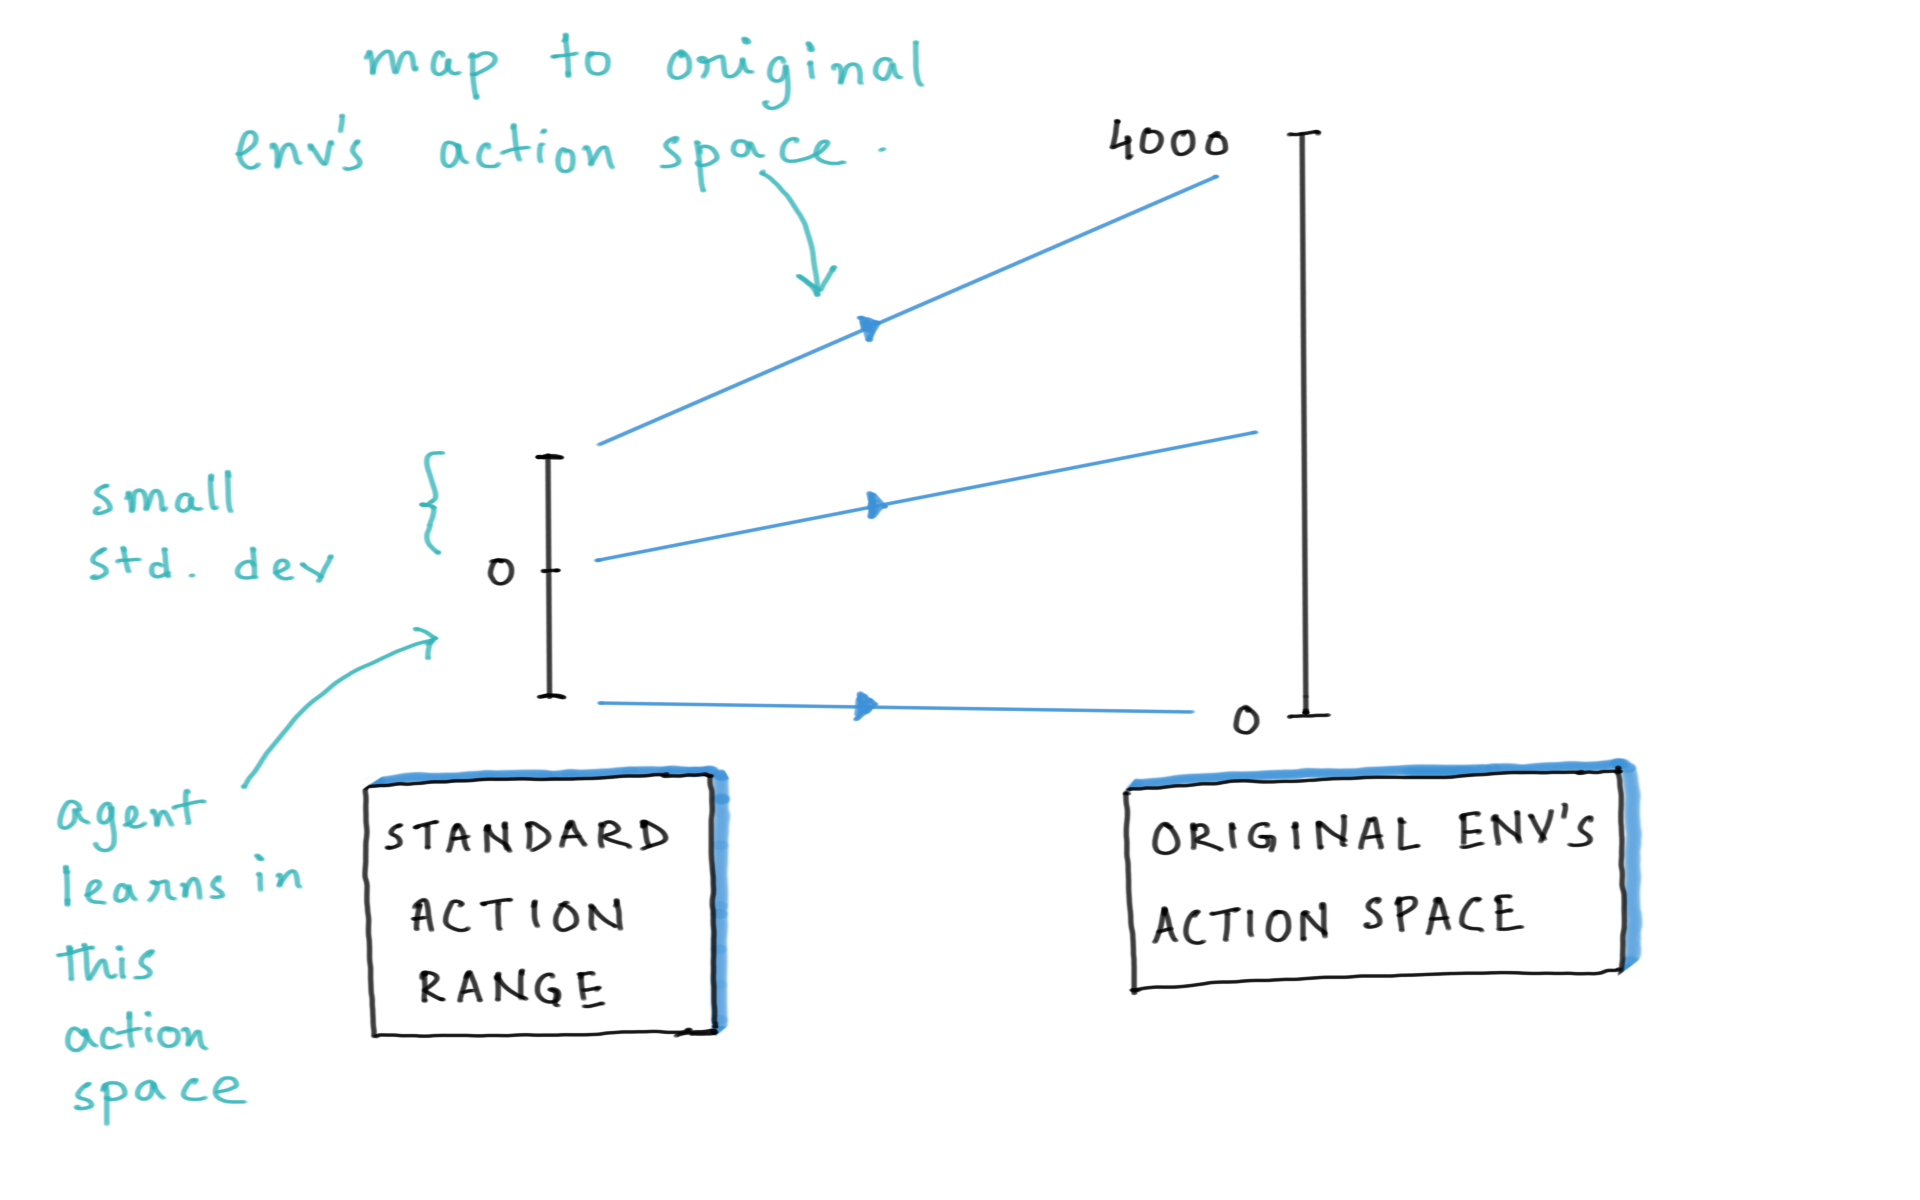 map to original
env's action space.
4000
small
std. dev
0
0
agent
learns in
this
action
space
STANDARD
ACTION
RANGE
ORIGINAL ENV'S
ACTION SPACE